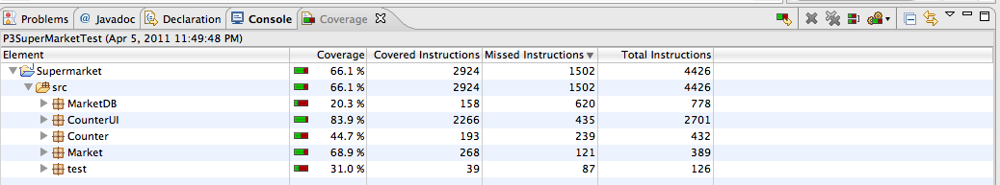 Problems @ Javadoc Declaration Console Coverage
P3SuperMarketTest (Apr 5, 2011 11:49:48 PM)
Element Coverage Covered Instructions Missed Instructions Total Instructions
Supermarket 66.1 % 2924 1502 4426
src 66.1 % 2924 1502 4426
MarketDB 20.3 % 158 620 778
CounterUI 83.9 % 2266 435 2701
Counter 44.7 % 193 239 432
Market 68.9 % 268 121 389
test 31.0 % 39 87 126